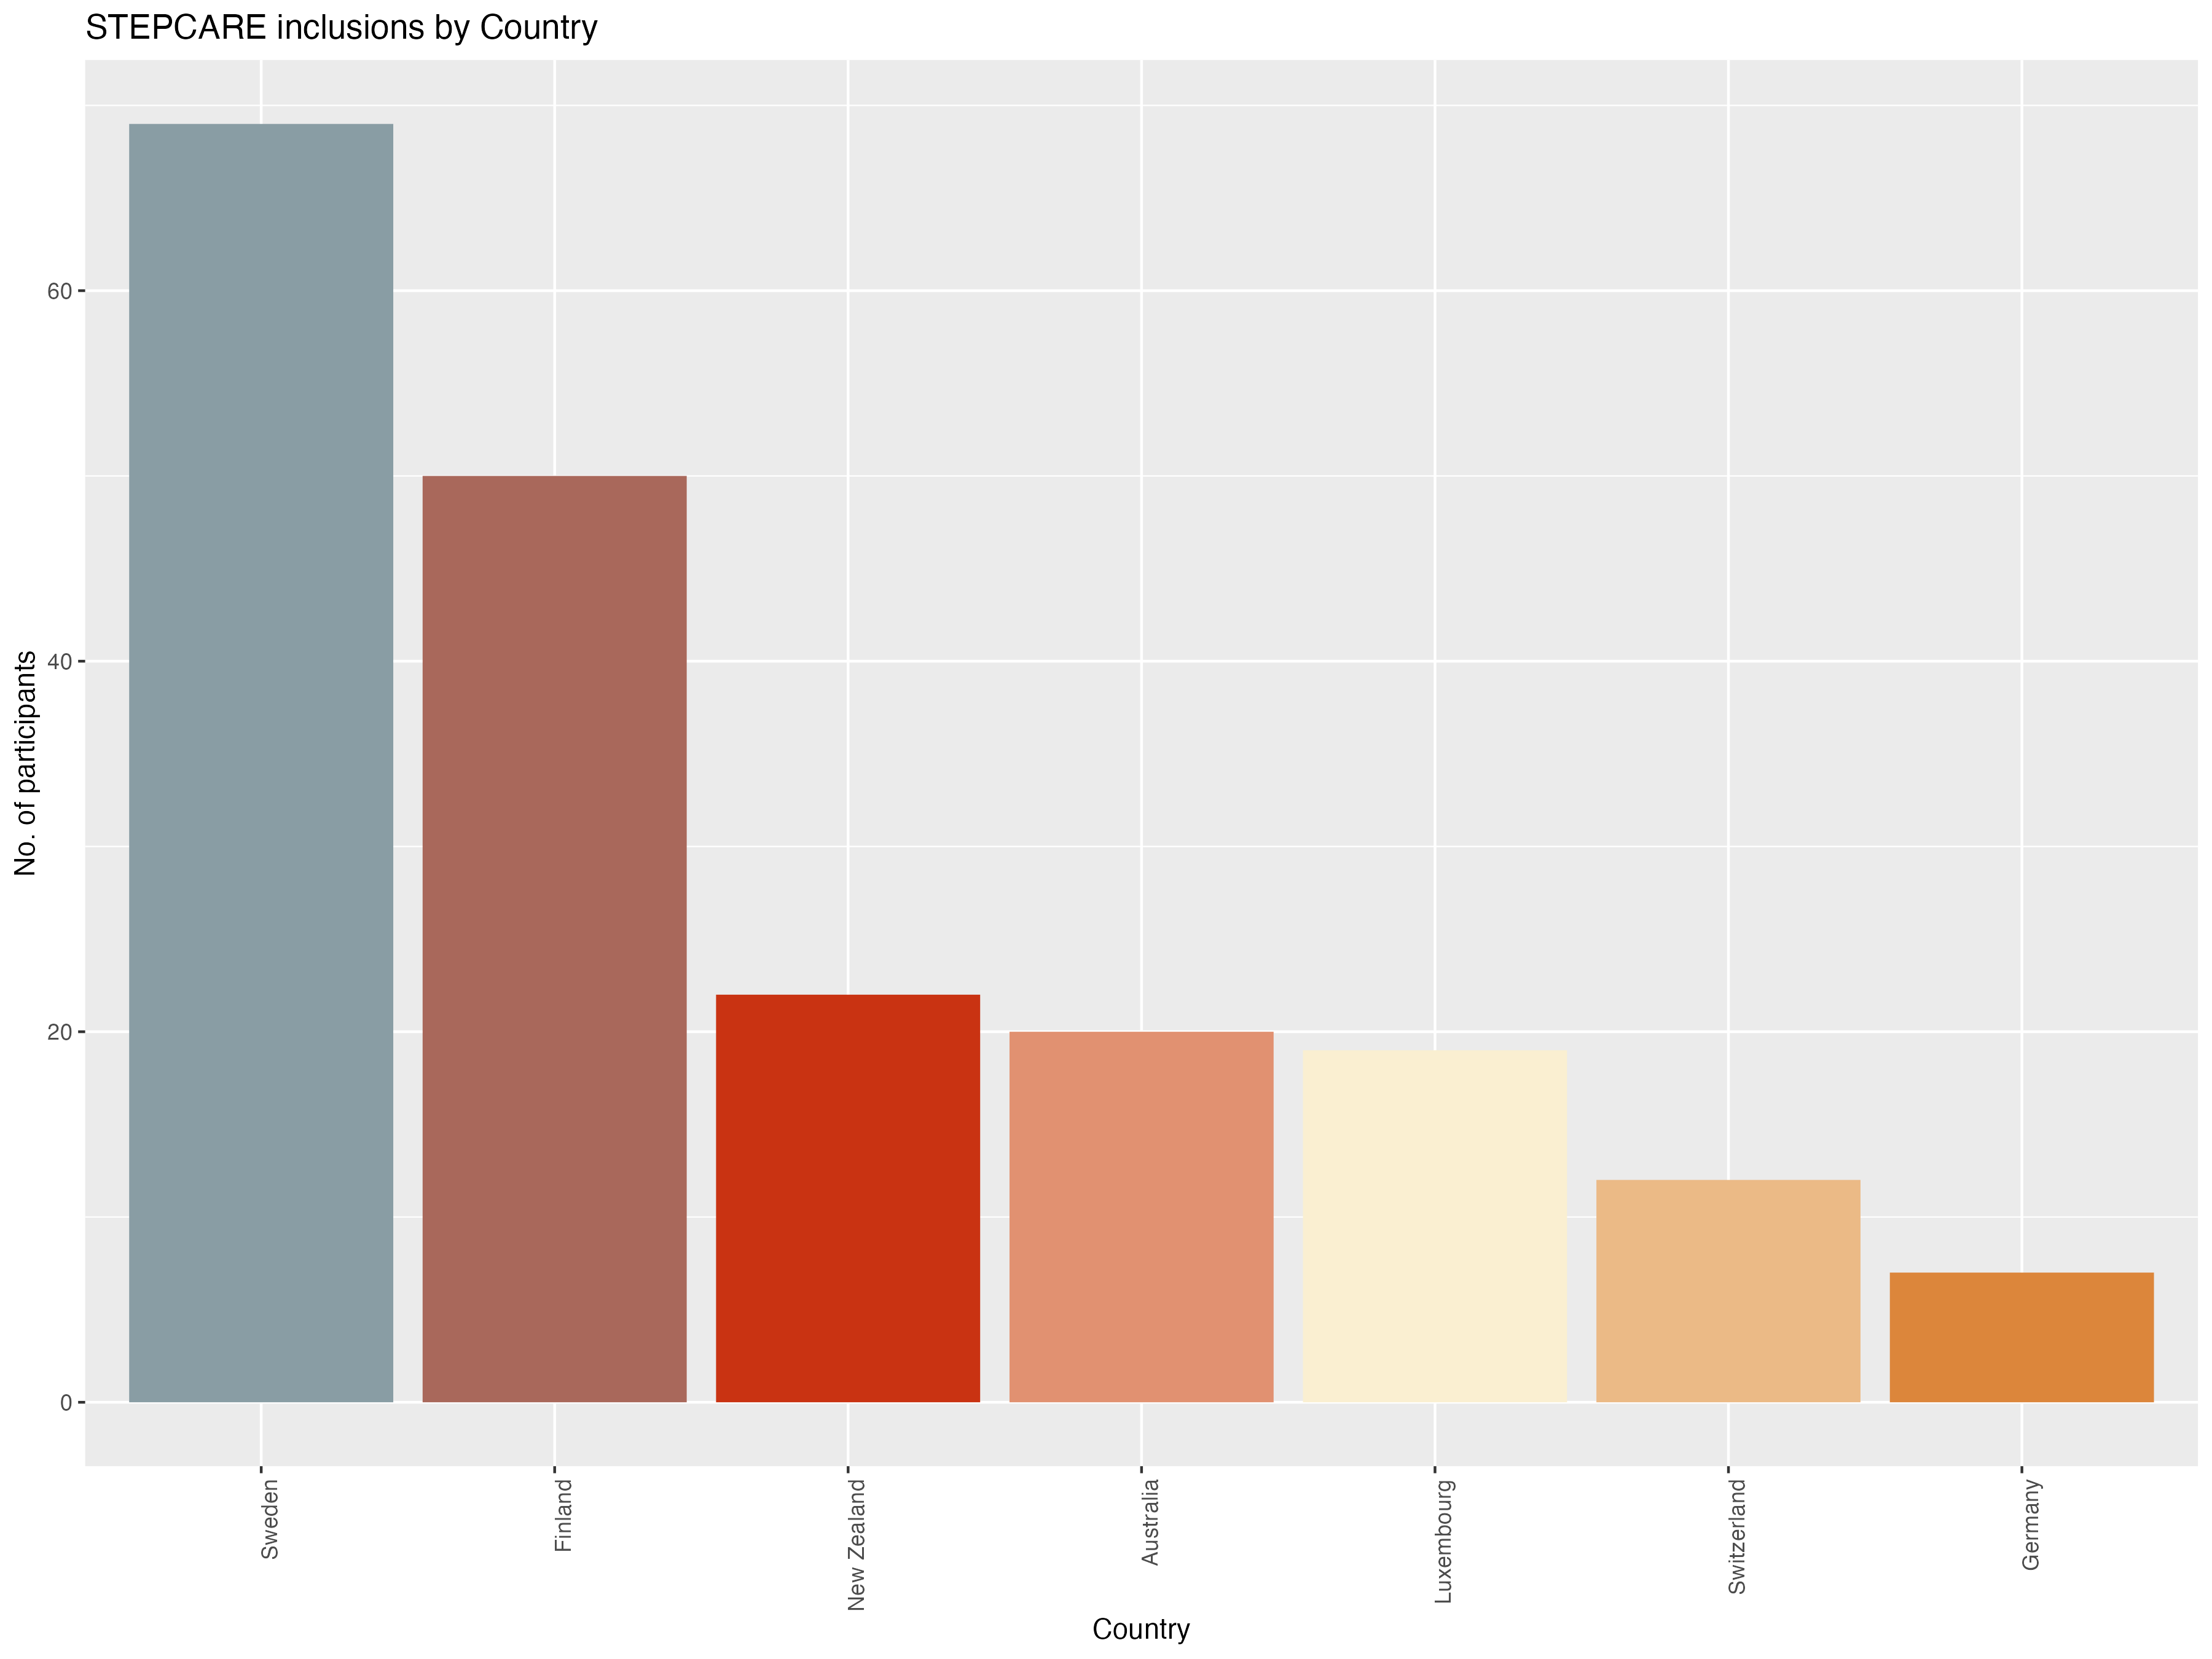 STEPCARE inclusions by Country
No. of participants
60
40
20
0
Sweden
Finland
New Zealand
Australia
Luxembourg
Switzerland
Germany
Country